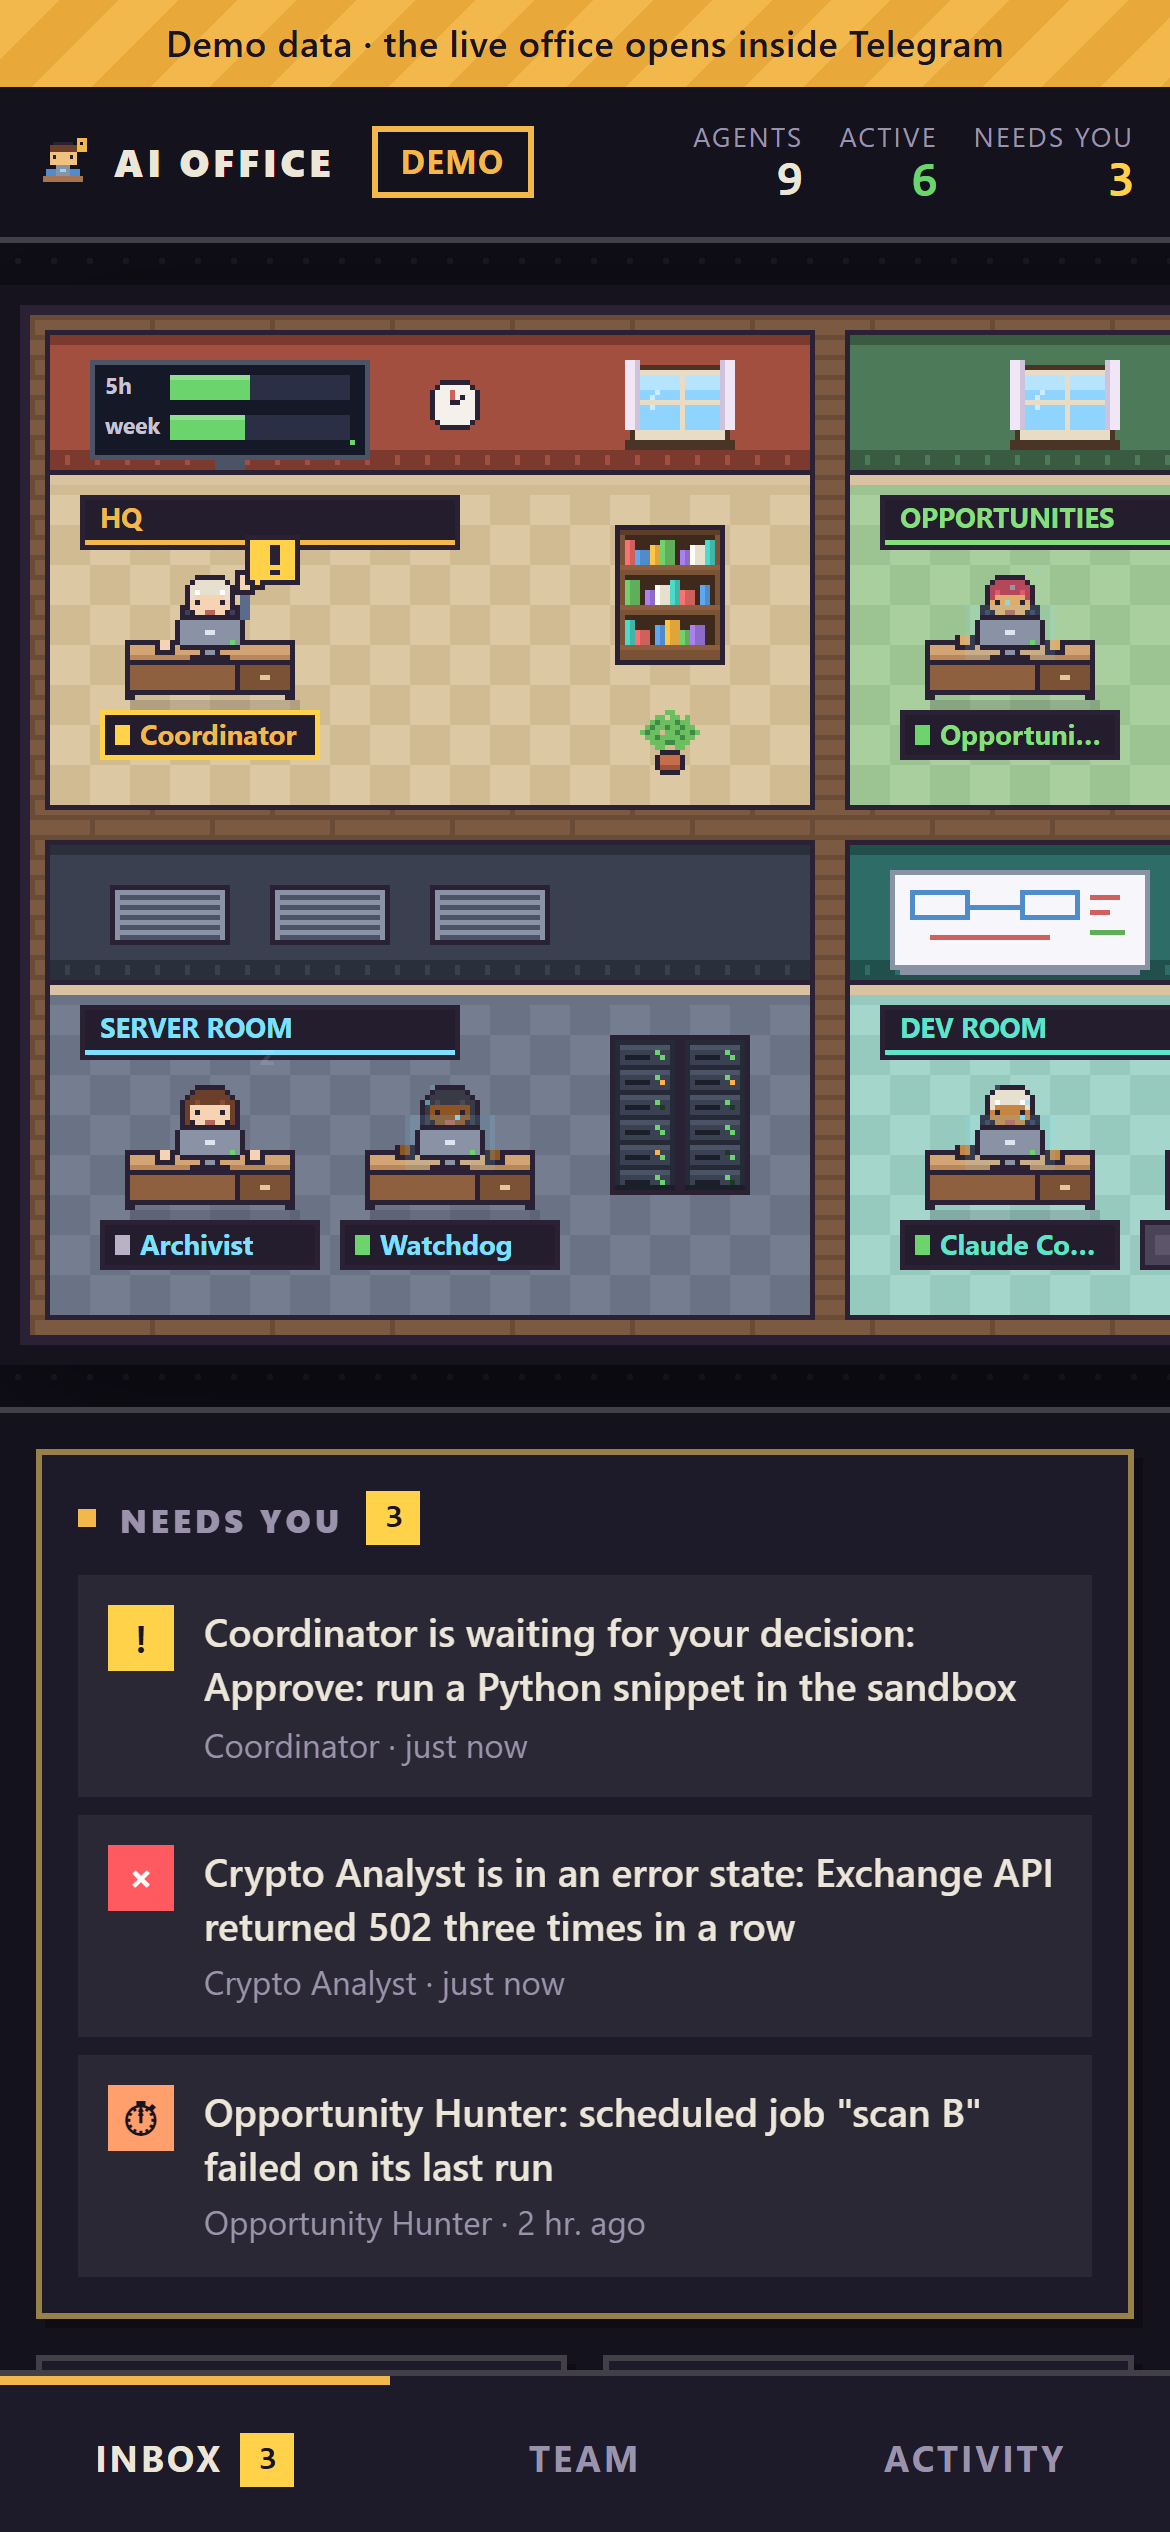 Demo data · the live office opens inside Telegram
AI OFFICE
DEMO
AGENTS
9
ACTIVE
6
NEEDS YOU
3
5h
week
HQ
OPPORTUNITIES
!
Coordinator
Opportuni...
SERVER ROOM
DEV ROOM
Archivist
Watchdog
Claude Co...
NEEDS YOU 3
! Coordinator is waiting for your decision:
Approve: run a Python snippet in the sandbox
Coordinator · just now
× Crypto Analyst is in an error state: Exchange API
returned 502 three times in a row
Crypto Analyst · just now
Opportunity Hunter: scheduled job "scan B"
failed on its last run
Opportunity Hunter · 2 hr. ago
INBOX 3
TEAM
ACTIVITY